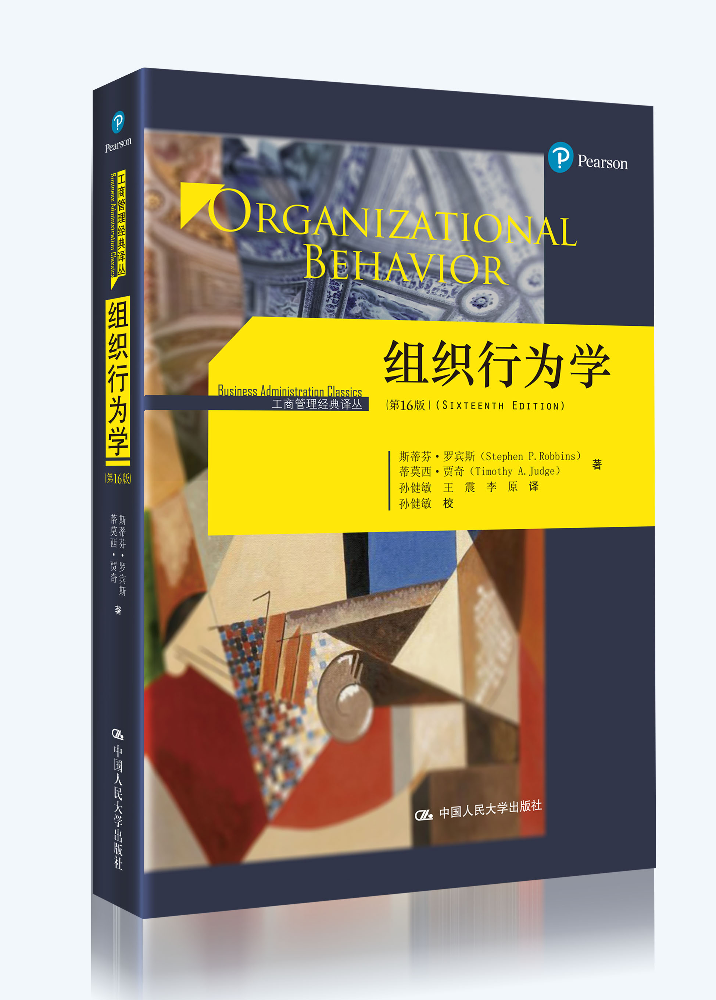 Pearson
工商管理经典译丛
Business Administration Classics
组织行为学
(第16版)
斯蒂芬·罗宾斯
蒂莫西·贾奇
著
中国人民大学出版社
Pearson
ORGANIZATIONAL
BEHAVIOR
组织行为学
Business Administration Classics
工商管理经典译丛
(第16版)(SIXTEENTH EDITION)
斯蒂芬·罗宾斯(Stephen P.Robbins)
蒂莫西·贾奇(Timothy A.Judge)
著
孙健敏 王 震 李 原 译
孙健敏 校
中国人民大学出版社